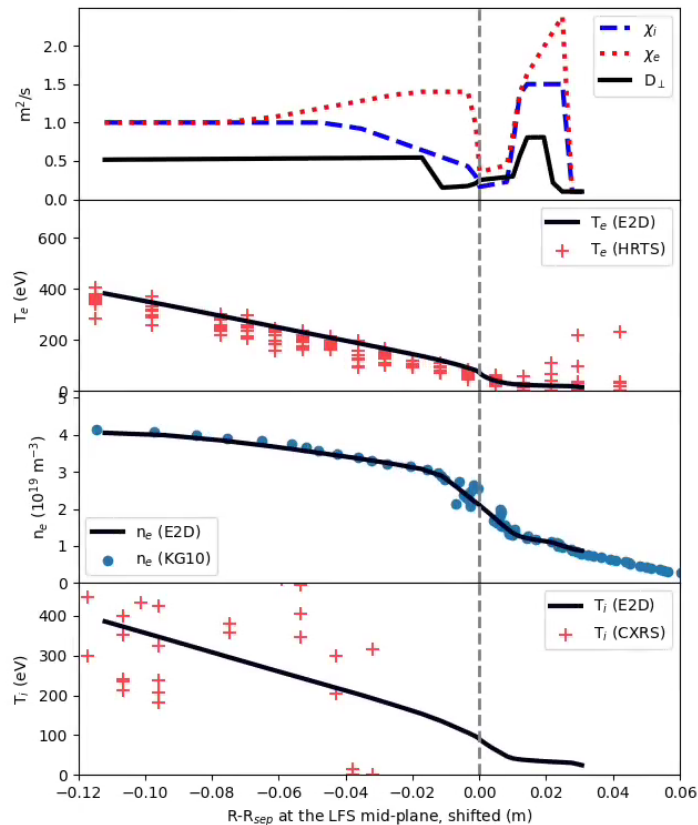 2.0
1.5
1.0
0.5
0.0
m²/s
χᵢ
χₑ
D⊥
600
400
200
0
Tₑ (eV)
Tₑ (E2D)
Tₑ (HRTS)
5
4
3
2
1
0
nₑ (10¹⁹ m⁻³)
nₑ (E2D)
nₑ (KG10)
400
300
200
100
0
Tᵢ (eV)
Tᵢ (E2D)
Tᵢ (CXRS)
−0.12 −0.10 −0.08 −0.06 −0.04 −0.02 0.00 0.02 0.04 0.06
R-Rsep at the LFS mid-plane, shifted (m)